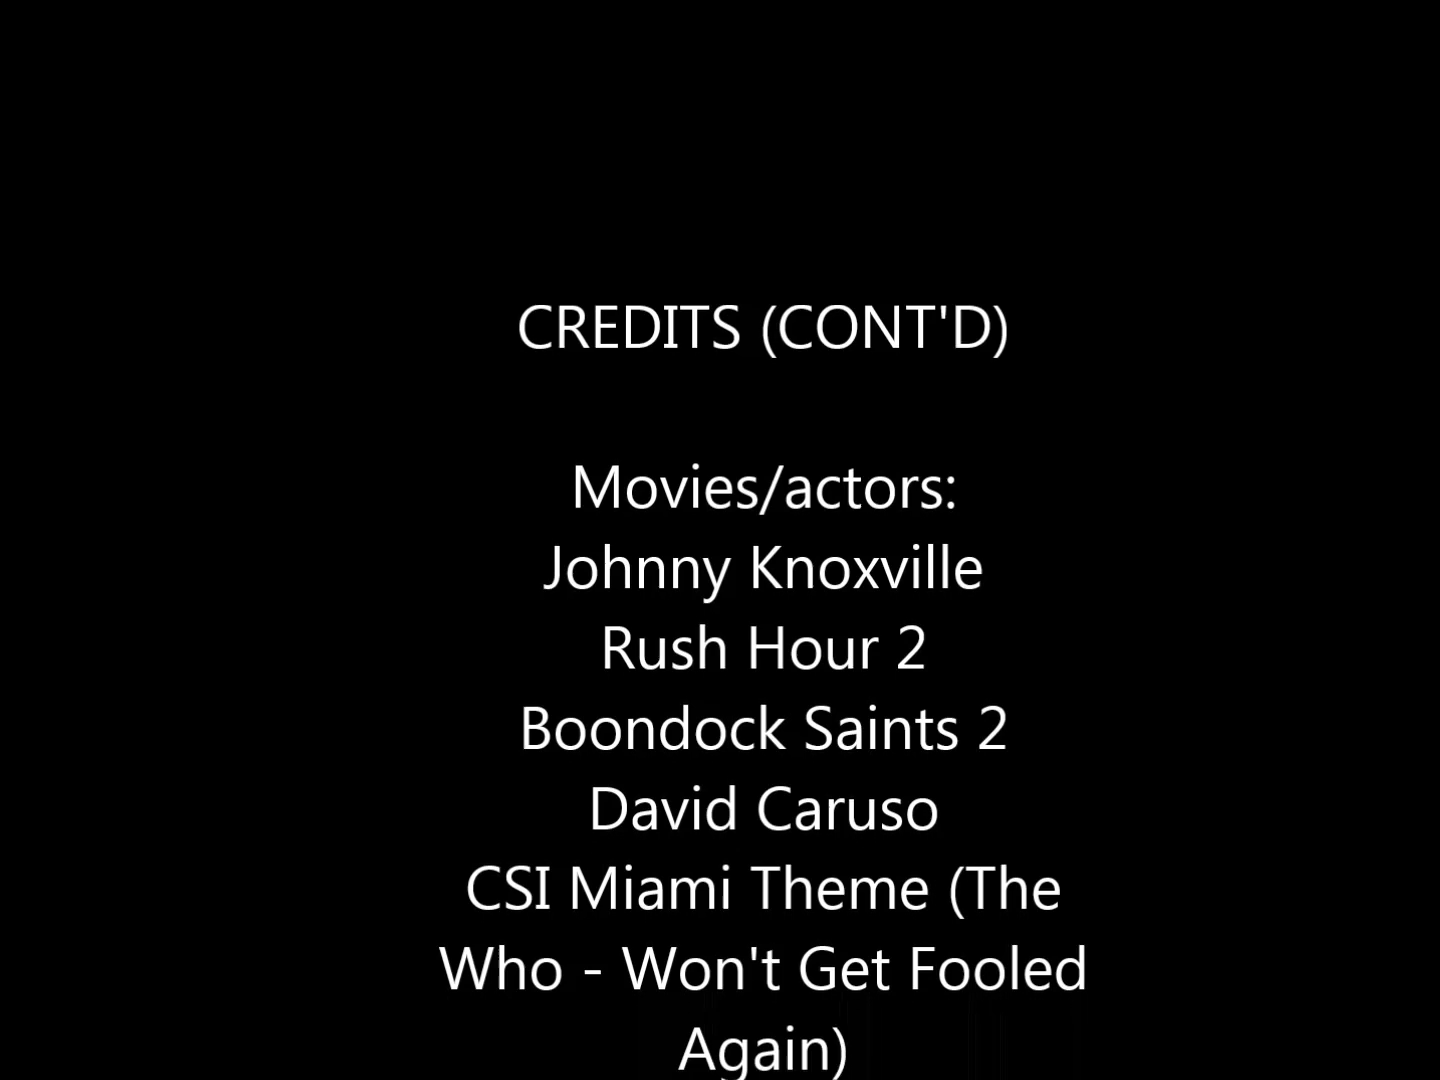 CREDITS (CONT'D)
Movies/actors:
Johnny Knoxville
Rush Hour 2
Boondock Saints 2
David Caruso
CSI Miami Theme (The
Who - Won't Get Fooled
Again)